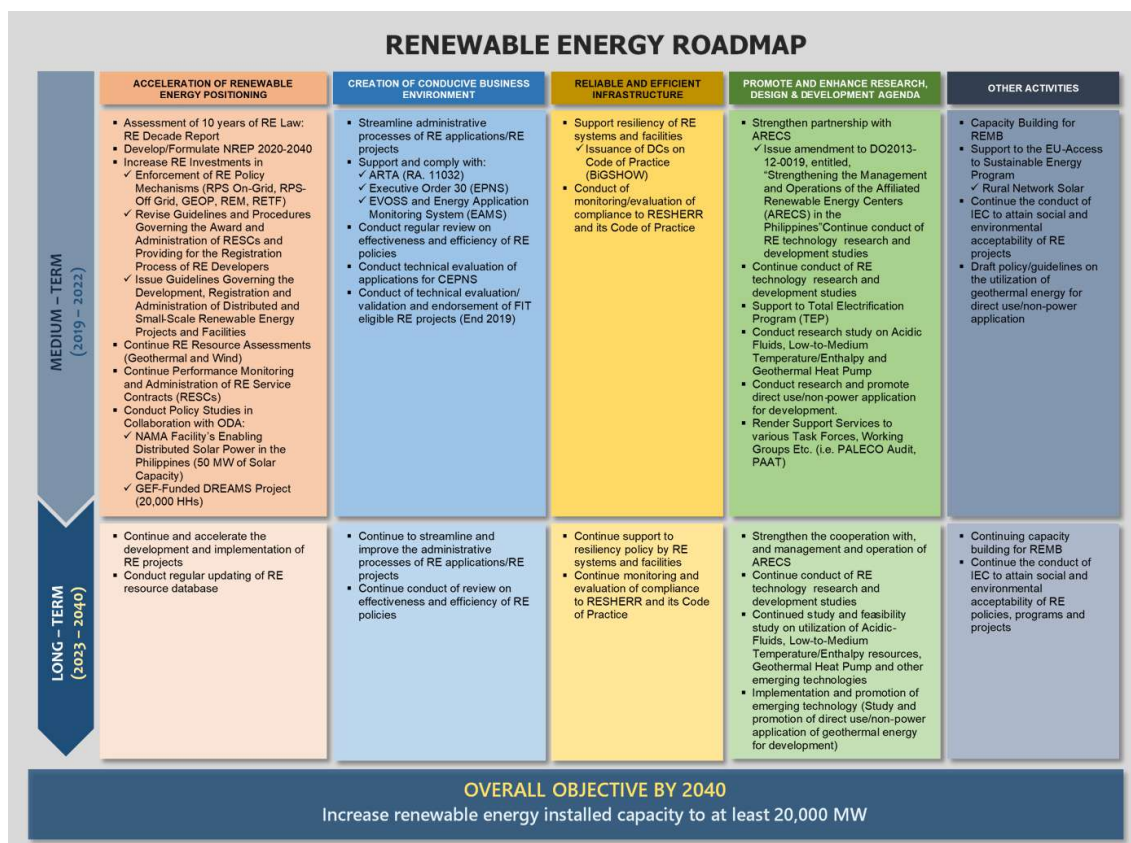 RENEWABLE ENERGY ROADMAP
MEDIUM – TERM
(2019 – 2022)
ACCELERATION OF RENEWABLE
ENERGY POSITIONING
▪ Assessment of 10 years of RE Law:
RE Decade Report
▪ Develop/Formulate NREP 2020-2040
▪ Increase RE Investments in
✓ Enforcement of RE Policy
Mechanisms (RPS On-Grid, RPS-
Off Grid, GEOP, REM, RETF)
✓ Revise Guidelines and Procedures
Governing the Award and
Administration of RESCs and
Providing for the Registration
Process of RE Developers
✓ Issue Guidelines Governing the
Development, Registration and
Administration of Distributed and
Small-Scale Renewable Energy
Projects and Facilities
▪ Continue RE Resource Assessments
(Geothermal and Wind)
▪ Continue Performance Monitoring
and Administration of RE Service
Contracts (RESCs)
▪ Conduct Policy Studies in
Collaboration with ODA:
✓ NAMA Facility's Enabling
Distributed Solar Power in the
Philippines (50 MW of Solar
Capacity)
✓ GEF-Funded DREAMS Project
(20,000 HHs)
CREATION OF CONDUCIVE BUSINESS
ENVIRONMENT
▪ Streamline administrative
processes of RE applications/RE
projects
▪ Support and comply with:
✓ ARTA (RA. 11032)
✓ Executive Order 30 (EPNS)
✓ EVOSS and Energy Application
Monitoring System (EAMS)
▪ Conduct regular review on
effectiveness and efficiency of RE
policies
▪ Conduct technical evaluation of
applications for CEPNS
▪ Conduct of technical evaluation/
validation and endorsement of FIT
eligible RE projects (End 2019)
RELIABLE AND EFFICIENT
INFRASTRUCTURE
▪ Support resiliency of RE
systems and facilities
✓ Issuance of DCs on
Code of Practice
(BiGSHOW)
▪ Conduct of
monitoring/evaluation of
compliance to RESHERR
and its Code of Practice
PROMOTE AND ENHANCE RESEARCH,
DESIGN & DEVELOPMENT AGENDA
▪ Strengthen partnership with
ARECS
✓ Issue amendment to DO2013-
12-0019, entitled,
“Strengthening the Management
and Operations of the Affiliated
Renewable Energy Centers
(ARECS) in the
Philippines”Continue conduct of
RE technology research and
development studies
▪ Continue conduct of RE
technology research and
development studies
▪ Support to Total Electrification
Program (TEP)
▪ Conduct research study on Acidic
Fluids, Low-to-Medium
Temperature/Enthalpy and
Geothermal Heat Pump
▪ Conduct research and promote
direct use/non-power application
for development.
▪ Render Support Services to
various Task Forces, Working
Groups Etc. (i.e. PALECO Audit,
PAAT)
OTHER ACTIVITIES
▪ Capacity Building for
REMB
▪ Support to the EU-Access
to Sustainable Energy
Program
✓ Rural Network Solar
▪ Continue the conduct of
IEC to attain social and
environmental
acceptability of RE
projects
▪ Draft policy/guidelines on
the utilization of
geothermal energy for
direct use/non-power
application
LONG – TERM
(2023 – 2040)
▪ Continue and accelerate the
development and implementation of
RE projects
▪ Conduct regular updating of RE
resource database
▪ Continue to streamline and
improve the administrative
processes of RE applications/RE
projects
▪ Continue conduct of review on
effectiveness and efficiency of RE
policies
▪ Continue support to
resiliency policy by RE
systems and facilities
▪ Continue monitoring and
evaluation of compliance
to RESHERR and its Code
of Practice
▪ Strengthen the cooperation with,
and management and operation of
ARECS
▪ Continue conduct of RE
technology research and
development studies
▪ Continued study and feasibility
study on utilization of Acidic-
Fluids, Low-to-Medium
Temperature/Enthalpy resources,
Geothermal Heat Pump and other
emerging technologies
▪ Implementation and promotion of
emerging technology (Study and
promotion of direct use/non-power
application of geothermal energy
for development)
▪ Continuing capacity
building for REMB
▪ Continue the conduct of
IEC to attain social and
environmental
acceptability of RE
policies, programs and
projects
OVERALL OBJECTIVE BY 2040
Increase renewable energy installed capacity to at least 20,000 MW